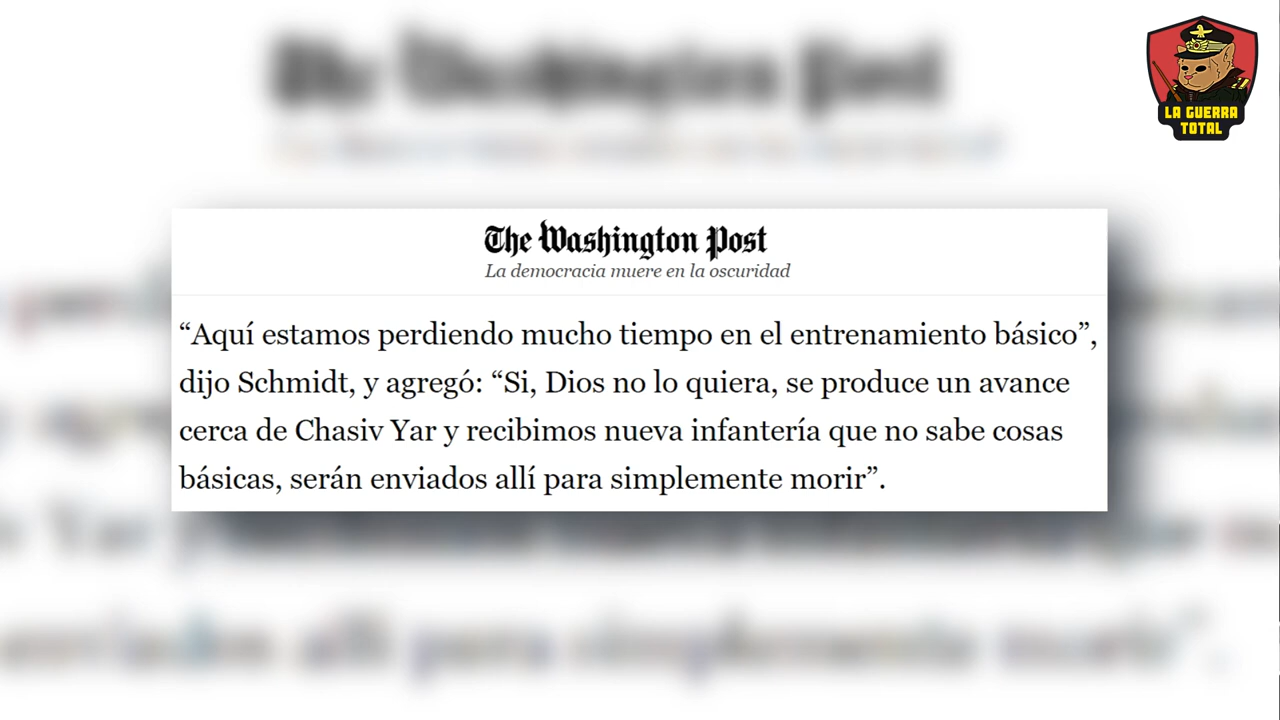 LA GUERRA
TOTAL
The Washington Post
La democracia muere en la oscuridad
“Aquí estamos perdiendo mucho tiempo en el entrenamiento básico”,
dijo Schmidt, y agregó: “Si, Dios no lo quiera, se produce un avance
cerca de Chasiv Yar y recibimos nueva infantería que no sabe cosas
básicas, serán enviados allí para simplemente morir”.